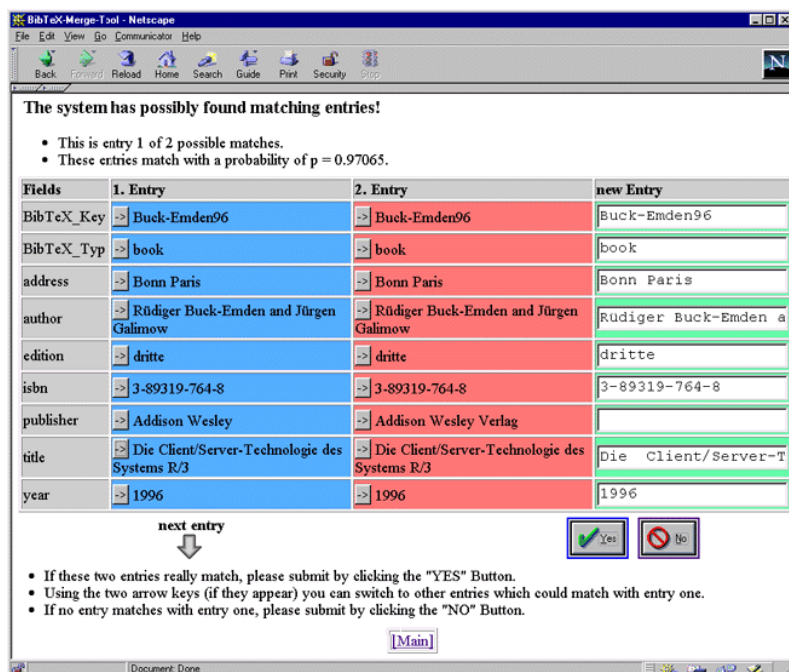 BibTeX-Merge-Tool - Netscape
File Edit View Go Communicator Help
Back Forward Reload Home Search Guide Print Security Stop
N
The system has possibly found matching entries!
• This is entry 1 of 2 possible matches.
• These entries match with a probability of p = 0.97065.
Fields 1. Entry 2. Entry new Entry
BibTeX_Key -> Buck-Emden96 -> Buck-Emden96 Buck-Emden96
BibTeX_Typ -> book -> book book
address -> Bonn Paris -> Bonn Paris Bonn Paris
author -> Rüdiger Buck-Emden and Jürgen Galimow -> Rüdiger Buck-Emden and Jürgen Galimow Rüdiger Buck-Emden a
edition -> dritte -> dritte dritte
isbn -> 3-89319-764-8 -> 3-89319-764-8 3-89319-764-8
publisher -> Addison Wesley -> Addison Wesley Verlag
title -> Die Client/Server-Technologie des Systems R/3 -> Die Client/Server-Technologie des Systems R/3 Die Client/Server-T
year -> 1996 -> 1996 1996
next entry
Yes No
• If these two entries really match, please submit by clicking the "YES" Button.
• Using the two arrow keys (if they appear) you can switch to other entries which could match with entry one.
• If no entry matches with entry one, please submit by clicking the "NO" Button.
[Main]
Document: Done